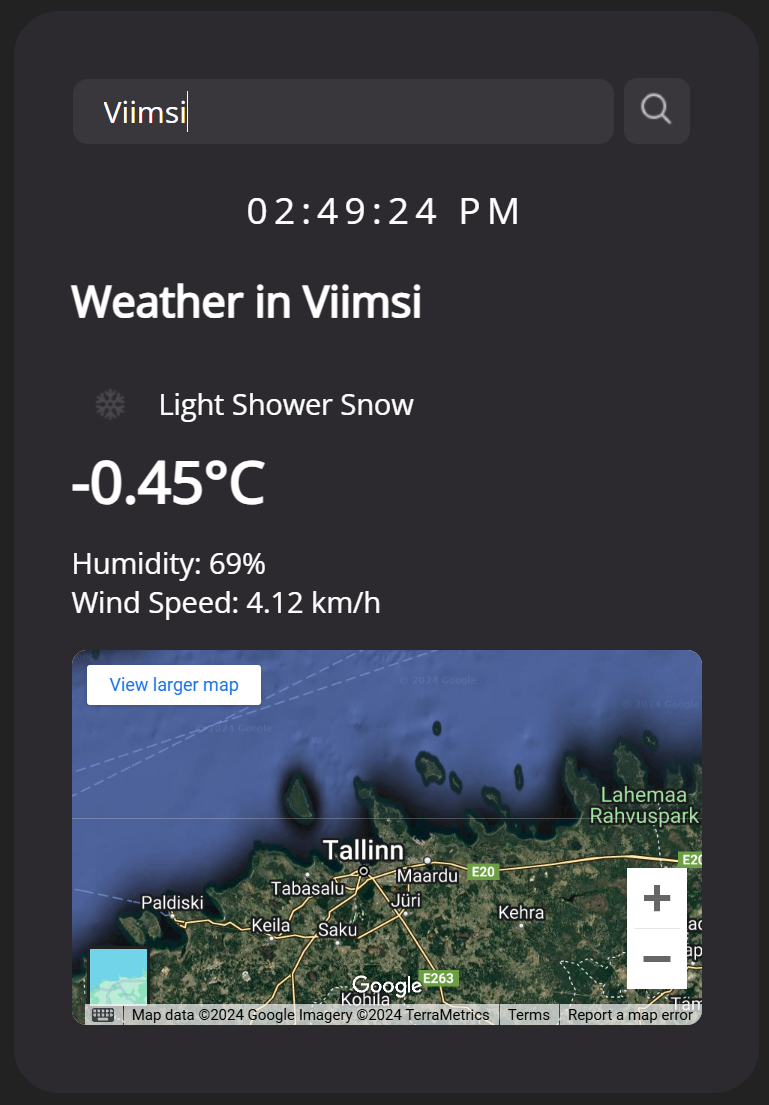 Viimsi
02:49:24 PM
Weather in Viimsi
Light Shower Snow
-0.45°C
Humidity: 69%
Wind Speed: 4.12 km/h
View larger map
© 2024 Google
© 2024 Google
2024 Google
Lahemaa
Rahvuspark
Tallinn
E20
E20
Maardu
Tabasalu
Jüri
Paldiski
Kehra
Keila
Saku
E263
Google
Kohila
Map data ©2024 Google Imagery ©2024 TerraMetrics
Terms
Report a map error